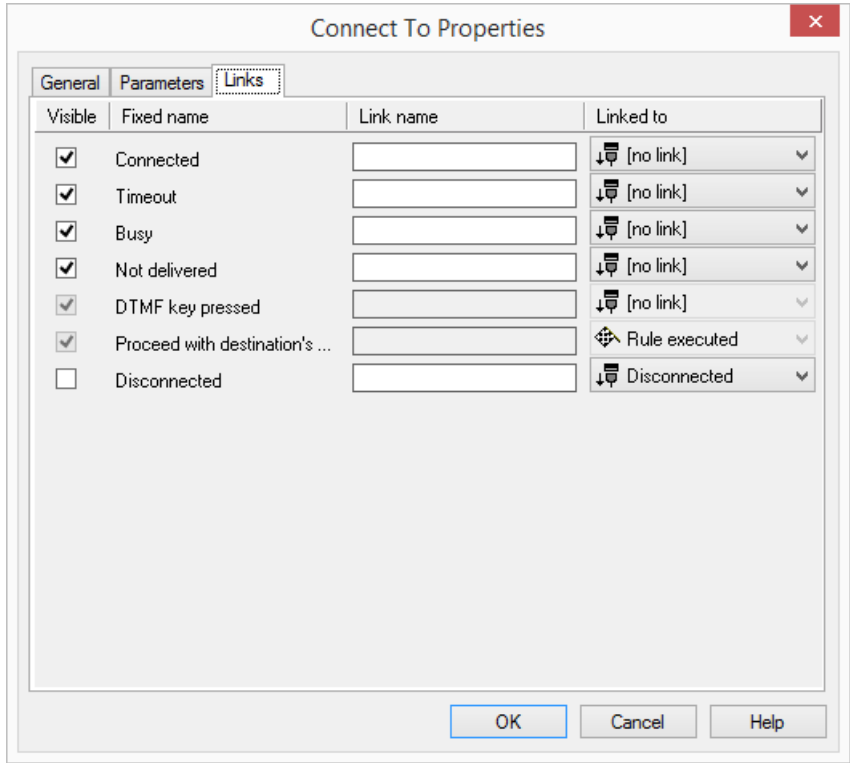 Connect To Properties
General Parameters Links
Visible Fixed name Link name Linked to
Connected [no link]
Timeout [no link]
Busy [no link]
Not delivered [no link]
DTMF key pressed [no link]
Proceed with destination's ... Rule executed
Disconnected Disconnected
OK Cancel Help